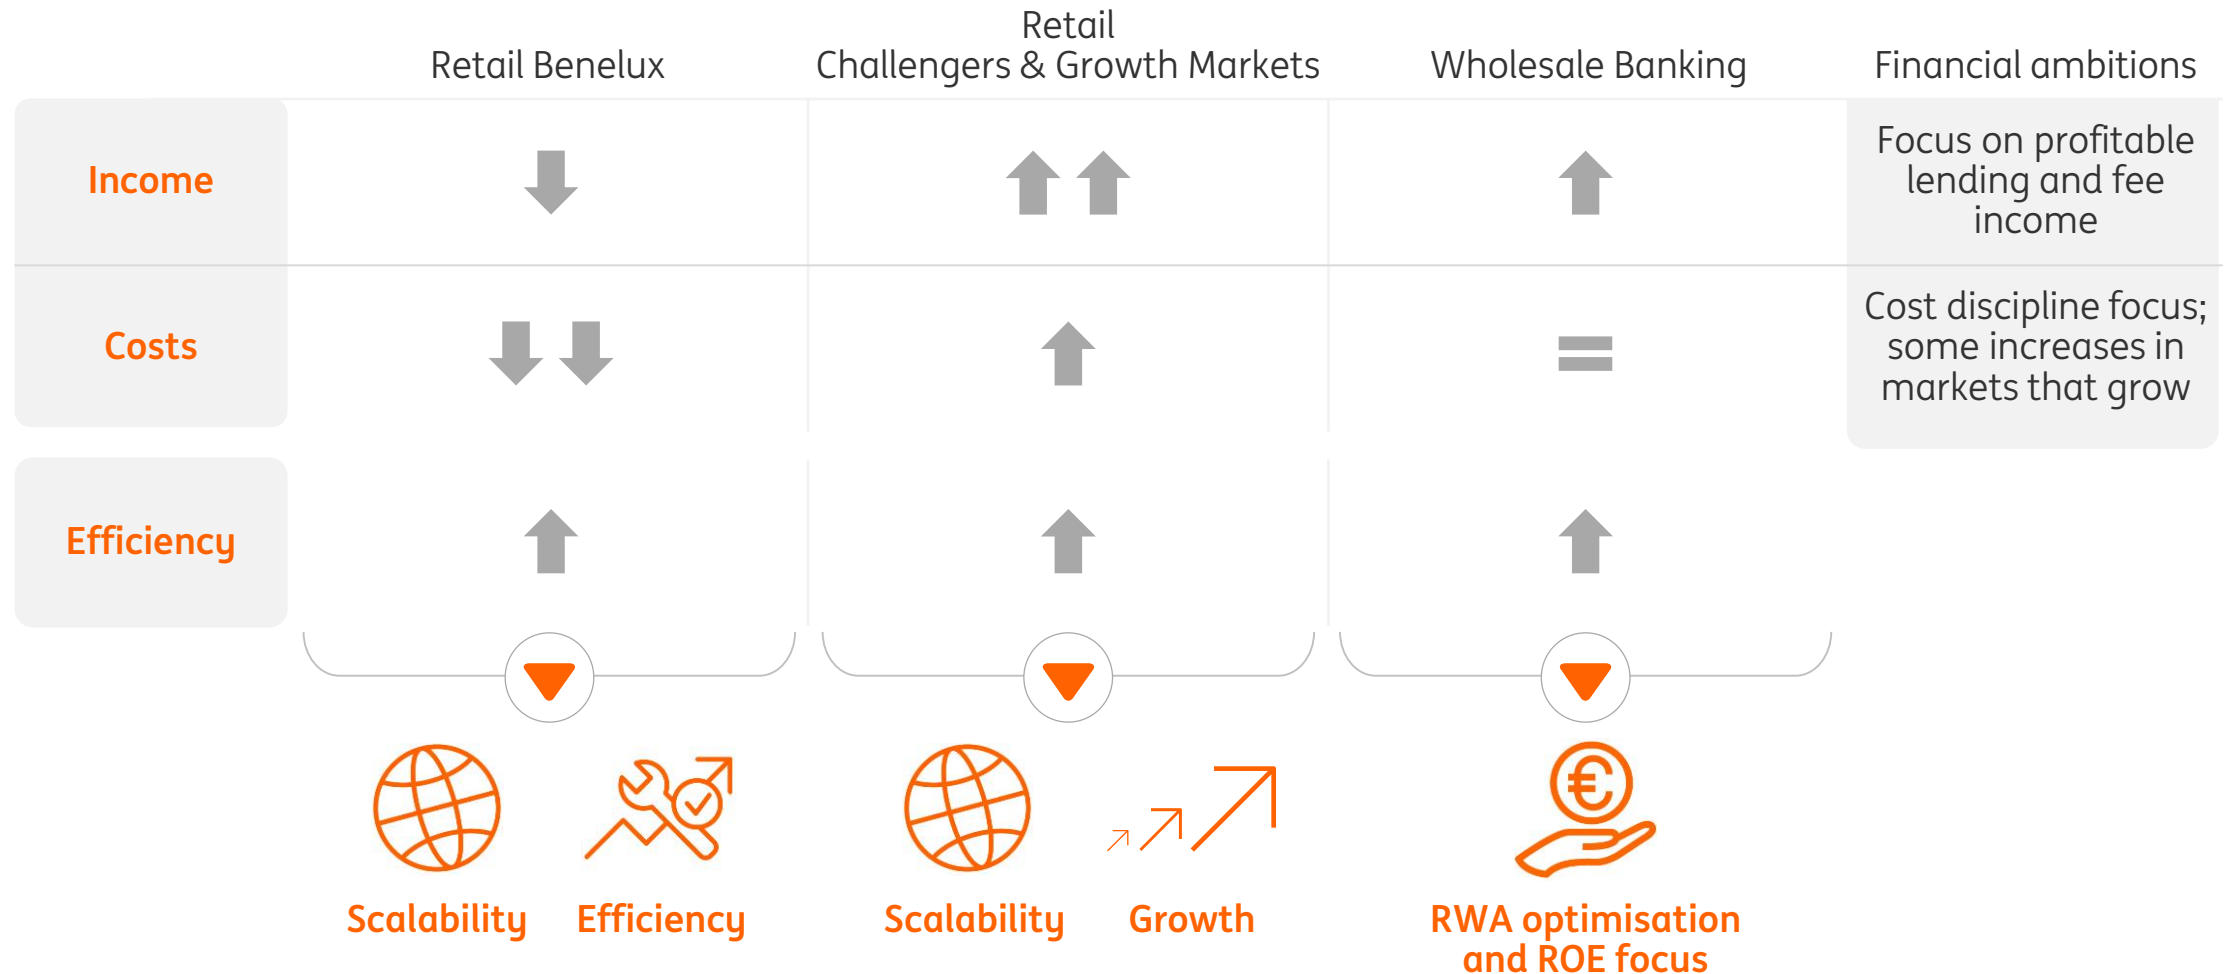 Retail Benelux
Retail
Challengers & Growth Markets
Wholesale Banking
Financial ambitions
Income
Focus on profitable
lending and fee
income
Costs
Cost discipline focus;
some increases in
markets that grow
Efficiency
€
Scalability
Efficiency
Scalability
Growth
RWA optimisation
and ROE focus